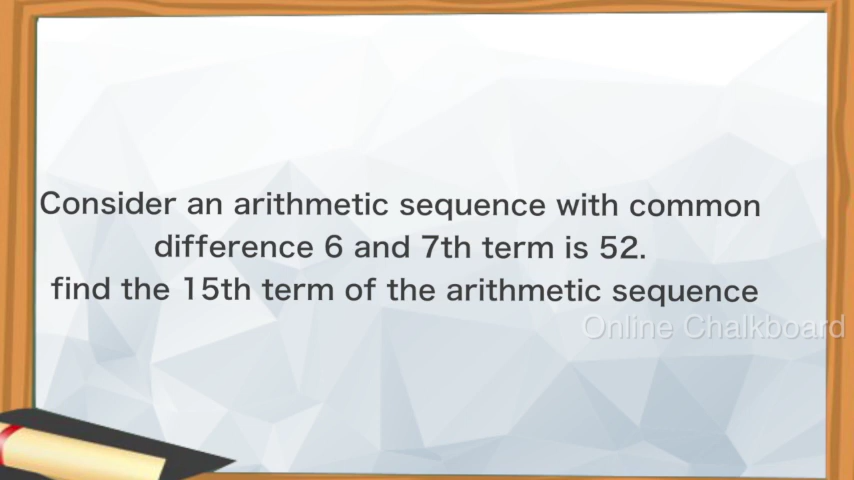 Consider an arithmetic sequence with common
difference 6 and 7th term is 52.
find the 15th term of the arithmetic sequence
Online Chalkboard